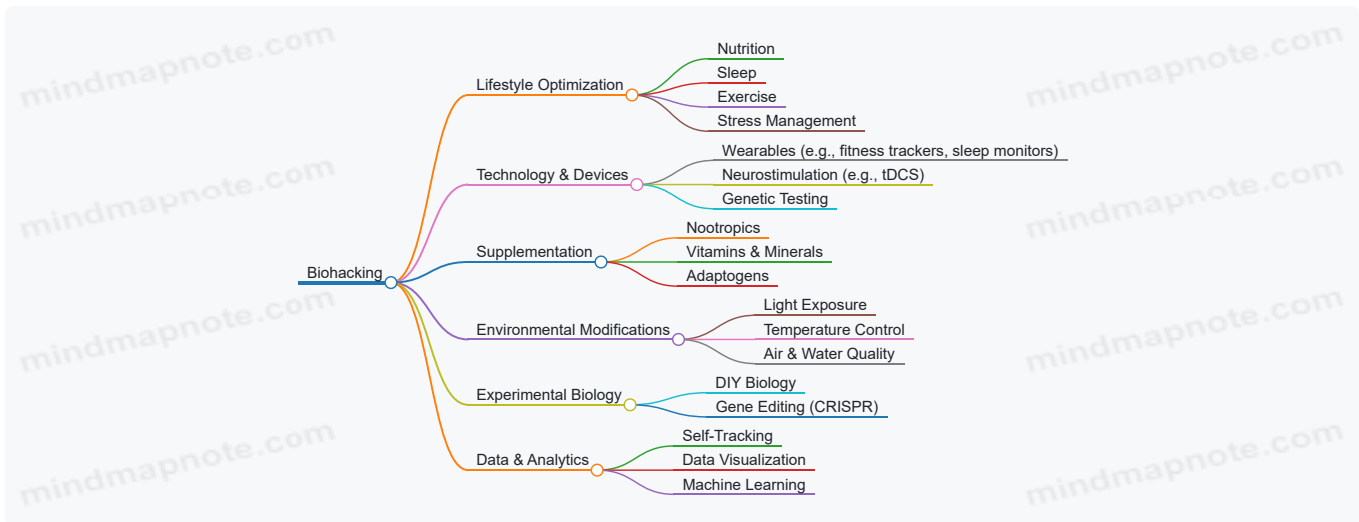 mindmapnote.com
mindmapnote.com
Nutrition
Sleep
Lifestyle Optimization
Exercise
Stress Management
Wearables (e.g., fitness trackers, sleep monitors)
mindmapnote.com
mindmapnote.com
Technology & Devices
Neurostimulation (e.g., tDCS)
Genetic Testing
Nootropics
Supplementation
Vitamins & Minerals
Adaptogens
Biohacking
Light Exposure
mindmapnote.com
mindmapnote.com
Environmental Modifications
Temperature Control
Air & Water Quality
DIY Biology
Experimental Biology
Gene Editing (CRISPR)
Self-Tracking
mindmapnote.com
mindmapnote.com
Data & Analytics
Data Visualization
Machine Learning